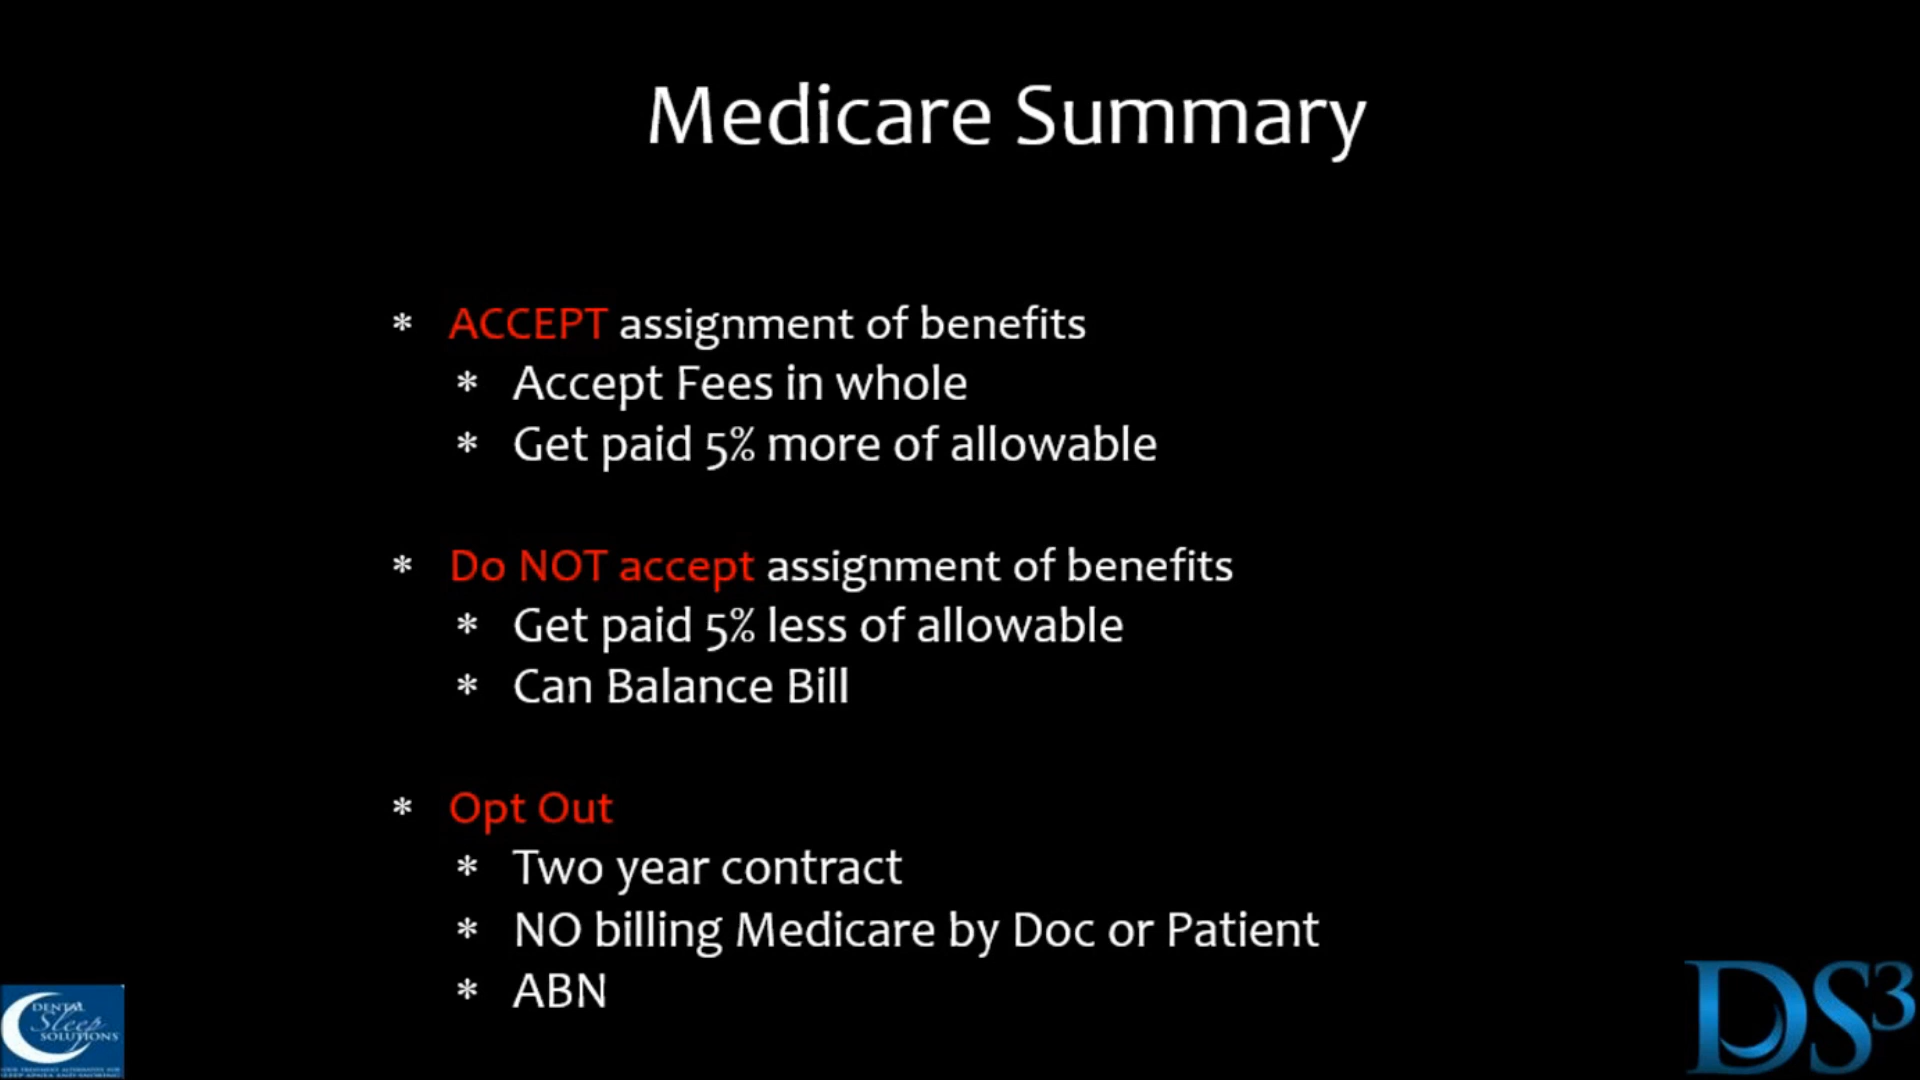 Medicare Summary
* ACCEPT assignment of benefits
* Accept Fees in whole
* Get paid 5% more of allowable
* Do NOT accept assignment of benefits
* Get paid 5% less of allowable
* Can Balance Bill
* Opt Out
* Two year contract
* NO billing Medicare by Doc or Patient
* ABN
DENTAL
Sleep
SOLUTIONS
DS3